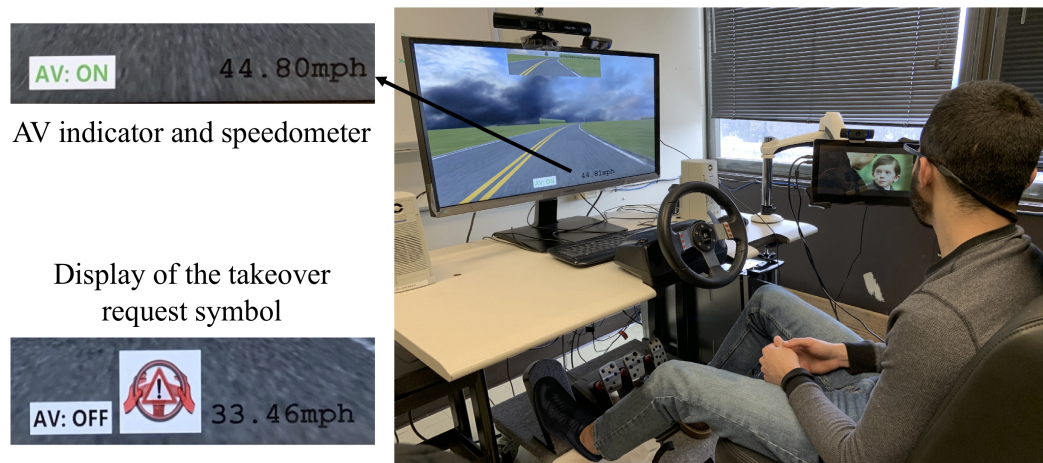 AV: ON 44.80mph
AV indicator and speedometer
Display of the takeover
request symbol
!
AV: OFF 33.46mph
AV: ON 44.81mph